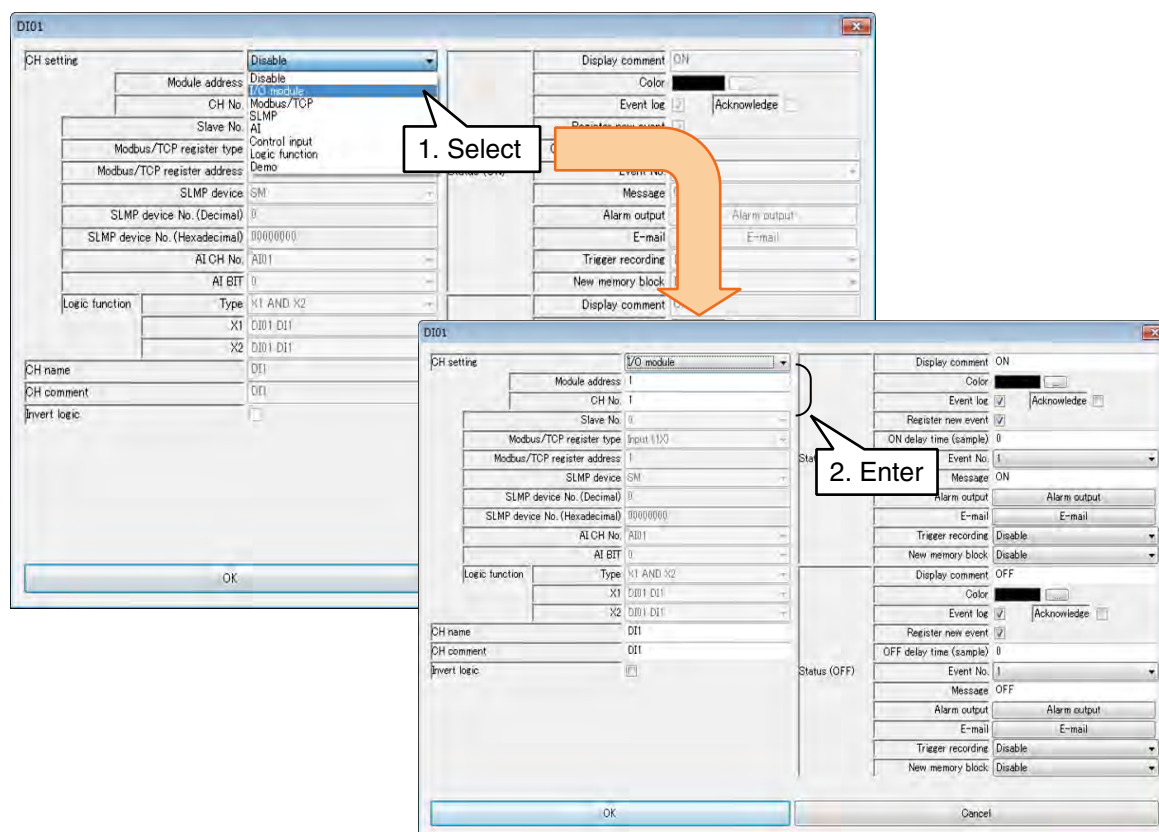 DI01
CH setting Disable
Disable
I/O module
Modbus/TCP
SLMP
AI
Control input
Logic function
Demo
Module address
CH No.
Slave No.
Modbus/TCP register type
Modbus/TCP register address
SLMP device SM
SLMP device No. (Decimal) 0
SLMP device No. (Hexadecimal) 00000000
AI CH No. AI01
AI BIT 0
Logic function Type X1 AND X2
X1 DI01 DI1
X2 DI01 DI1
CH name DI1
CH comment DI1
Invert logic
OK
Display comment ON
Color ...
Event log Acknowledge
Register new event
Event No.
Message
Alarm output Alarm output
E-mail E-mail
Trigger recording
New memory block
Display comment
1. Select
DI01
CH setting I/O module
Module address 1
CH No. 1
Slave No. 0
Modbus/TCP register type Input (1X)
Modbus/TCP register address 1
SLMP device SM
SLMP device No. (Decimal) 0
SLMP device No. (Hexadecimal) 00000000
AI CH No. AI01
AI BIT 0
Logic function Type X1 AND X2
X1 DI01 DI1
X2 DI01 DI1
CH name DI1
CH comment DI1
Invert logic
2. Enter
Display comment ON
Color ...
Event log Acknowledge
Register new event
ON delay time (sample) 0
Event No. 1
Message ON
Alarm output Alarm output
E-mail E-mail
Trigger recording Disable
New memory block Disable
Status (OFF)
Display comment OFF
Color ...
Event log Acknowledge
Register new event
OFF delay time (sample) 0
Event No. 1
Message OFF
Alarm output Alarm output
E-mail E-mail
Trigger recording Disable
New memory block Disable
OK Cancel